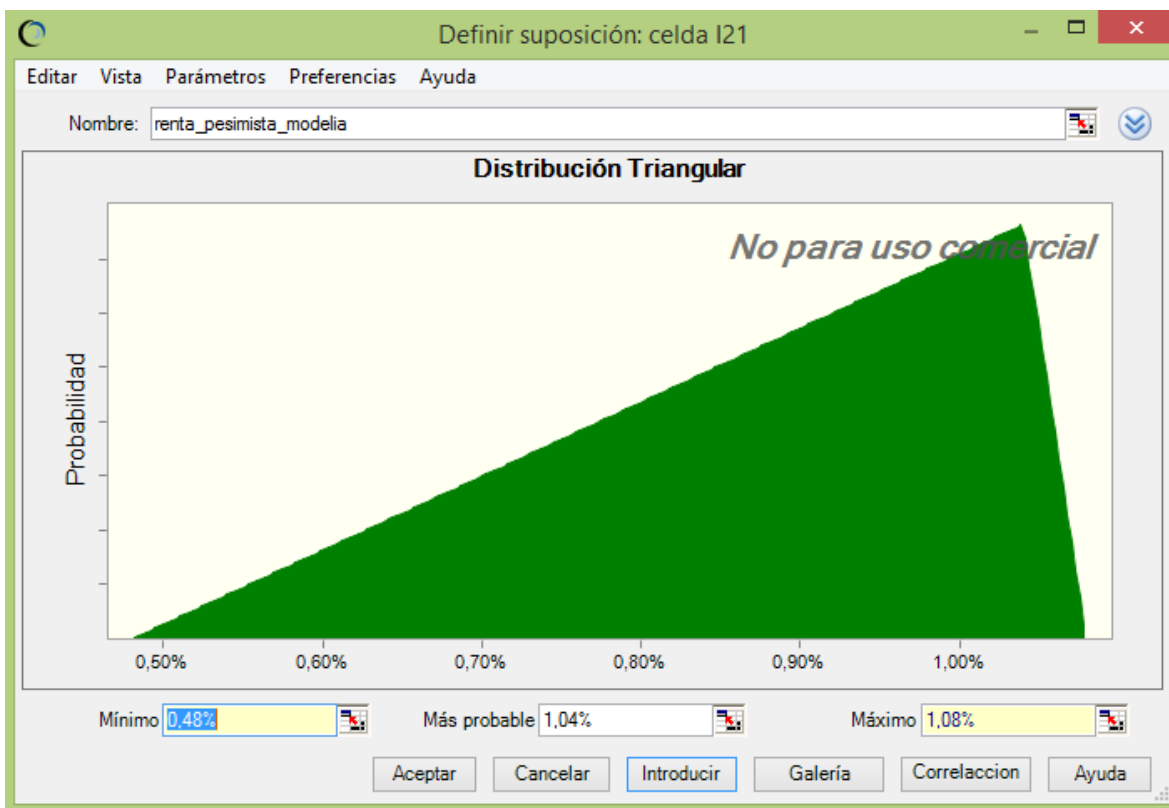 Definir suposición: celda I21
Editar Vista Parámetros Preferencias Ayuda
Nombre: renta_pesimista_modelia
Distribución Triangular
No para uso comercial
Probabilidad
0,50% 0,60% 0,70% 0,80% 0,90% 1,00%
Mínimo 0,48% Más probable 1,04% Máximo 1,08%
Aceptar Cancelar Introducir Galería Correlaccion Ayuda